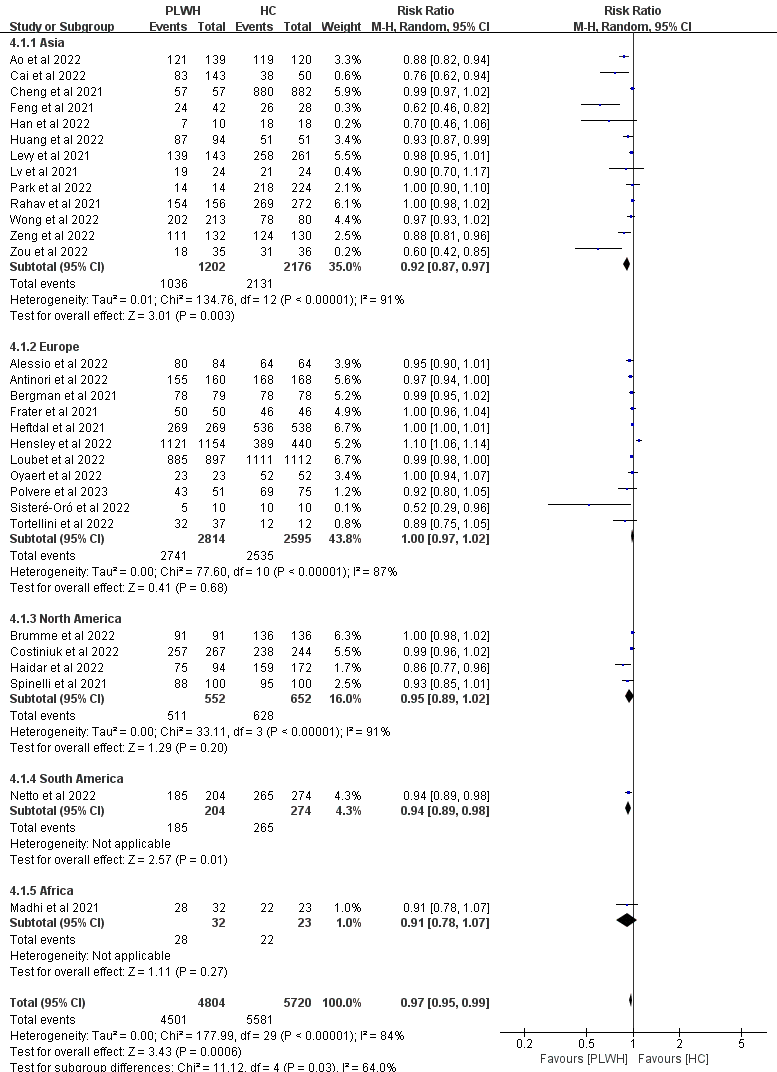 PLWH HC Risk Ratio Risk Ratio
Study or Subgroup Events Total Events Total Weight M-H, Random, 95% CI M-H, Random, 95% CI
4.1.1 Asia
Ao et al 2022 121 139 119 120 3.3% 0.88 [0.82, 0.94]
Cai et al 2022 83 143 38 50 0.6% 0.76 [0.62, 0.94]
Cheng et al 2021 57 57 880 882 6.0% 0.99 [0.97, 1.02]
Feng et al 2021 24 42 26 28 0.3% 0.62 [0.46, 0.82]
Han et al 2022 7 10 18 18 0.2% 0.70 [0.46, 1.06]
Huang et al 2022 87 94 51 51 3.6% 0.93 [0.87, 0.99]
Levy et al 2021 139 143 258 261 5.5% 0.98 [0.95, 1.01]
Lv et al 2021 19 24 21 24 0.4% 0.90 [0.70, 1.17]
Park et al 2022 14 14 218 224 2.1% 1.00 [0.90, 1.10]
Rahav et al 2021 154 156 269 272 6.0% 1.00 [0.98, 1.02]
Wong et al 2022 202 213 78 80 4.4% 0.97 [0.93, 1.02]
Zeng et al 2022 111 132 124 130 2.5% 0.88 [0.81, 0.96]
Zou et al 2022 18 35 31 36 0.2% 0.60 [0.42, 0.85]
Subtotal (95% CI) 1202 2176 35.0% 0.92 [0.87, 0.97]
Total events 1036 2131
Heterogeneity: Tau² = 0.01; Chi² = 134.76, df = 12 (P < 0.00001); I² = 91%
Test for overall effect: Z = 3.01 (P = 0.003)
4.1.2 Europe
Alessio et al 2022 80 84 64 64 3.9% 0.95 [0.90, 1.01]
Antinori et al 2022 155 160 168 168 5.6% 0.97 [0.94, 1.00]
Bergman et al 2021 78 79 78 78 5.2% 0.99 [0.95, 1.02]
Frater et al 2021 50 50 46 46 4.9% 1.00 [0.96, 1.04]
Heftdal et al 2021 269 269 536 538 6.7% 1.00 [1.00, 1.01]
Hensley et al 2022 1121 1154 389 440 5.2% 1.10 [1.06, 1.14]
Loubet et al 2022 885 897 1111 1112 6.7% 0.99 [0.98, 1.00]
Oyaert et al 2022 23 23 52 52 3.4% 1.00 [0.94, 1.07]
Polvere et al 2023 43 51 69 75 1.2% 0.92 [0.80, 1.05]
Sisteré-Oró et al 2022 5 10 10 10 0.1% 0.52 [0.29, 0.96]
Tortellini et al 2022 32 37 12 12 0.8% 0.89 [0.75, 1.05]
Subtotal (95% CI) 2814 2595 43.8% 1.00 [0.97, 1.02]
Total events 2741 2535
Heterogeneity: Tau² = 0.00; Chi² = 77.60, df = 10 (P < 0.00001); I² = 87%
Test for overall effect: Z = 0.41 (P = 0.68)
4.1.3 North America
Brumme et al 2022 91 91 136 136 6.3% 1.00 [0.98, 1.02]
Costiniuk et al 2022 257 267 238 244 5.6% 0.99 [0.96, 1.02]
Haidar et al 2022 75 94 159 172 1.7% 0.86 [0.77, 0.96]
Spinelli et al 2021 88 100 95 100 2.5% 0.93 [0.85, 1.01]
Subtotal (95% CI) 552 652 16.0% 0.95 [0.89, 1.02]
Total events 511 628
Heterogeneity: Tau² = 0.00; Chi² = 33.11, df = 3 (P < 0.00001); I² = 91%
Test for overall effect: Z = 1.29 (P = 0.20)
4.1.4 South America
Netto et al 2022 185 204 265 274 4.3% 0.94 [0.89, 0.98]
Subtotal (95% CI) 204 274 4.3% 0.94 [0.89, 0.98]
Total events 185 265
Heterogeneity: Not applicable
Test for overall effect: Z = 2.57 (P = 0.01)
4.1.5 Africa
Madhi et al 2021 28 32 22 23 1.0% 0.91 [0.78, 1.07]
Subtotal (95% CI) 32 23 1.0% 0.91 [0.78, 1.07]
Total events 28 22
Heterogeneity: Not applicable
Test for overall effect: Z = 1.11 (P = 0.27)
Total (95% CI) 4804 5720 100.0% 0.97 [0.95, 0.99]
Total events 4501 5581
Heterogeneity: Tau² = 0.00; Chi² = 177.99, df = 29 (P < 0.00001); I² = 84%
Test for overall effect: Z = 3.43 (P = 0.0006)
Test for subgroup differences: Chi² = 11.12, df = 4 (P = 0.03), I² = 64.0%
0.2 0.5 1 2 5
Favours [PLWH] Favours [HC]